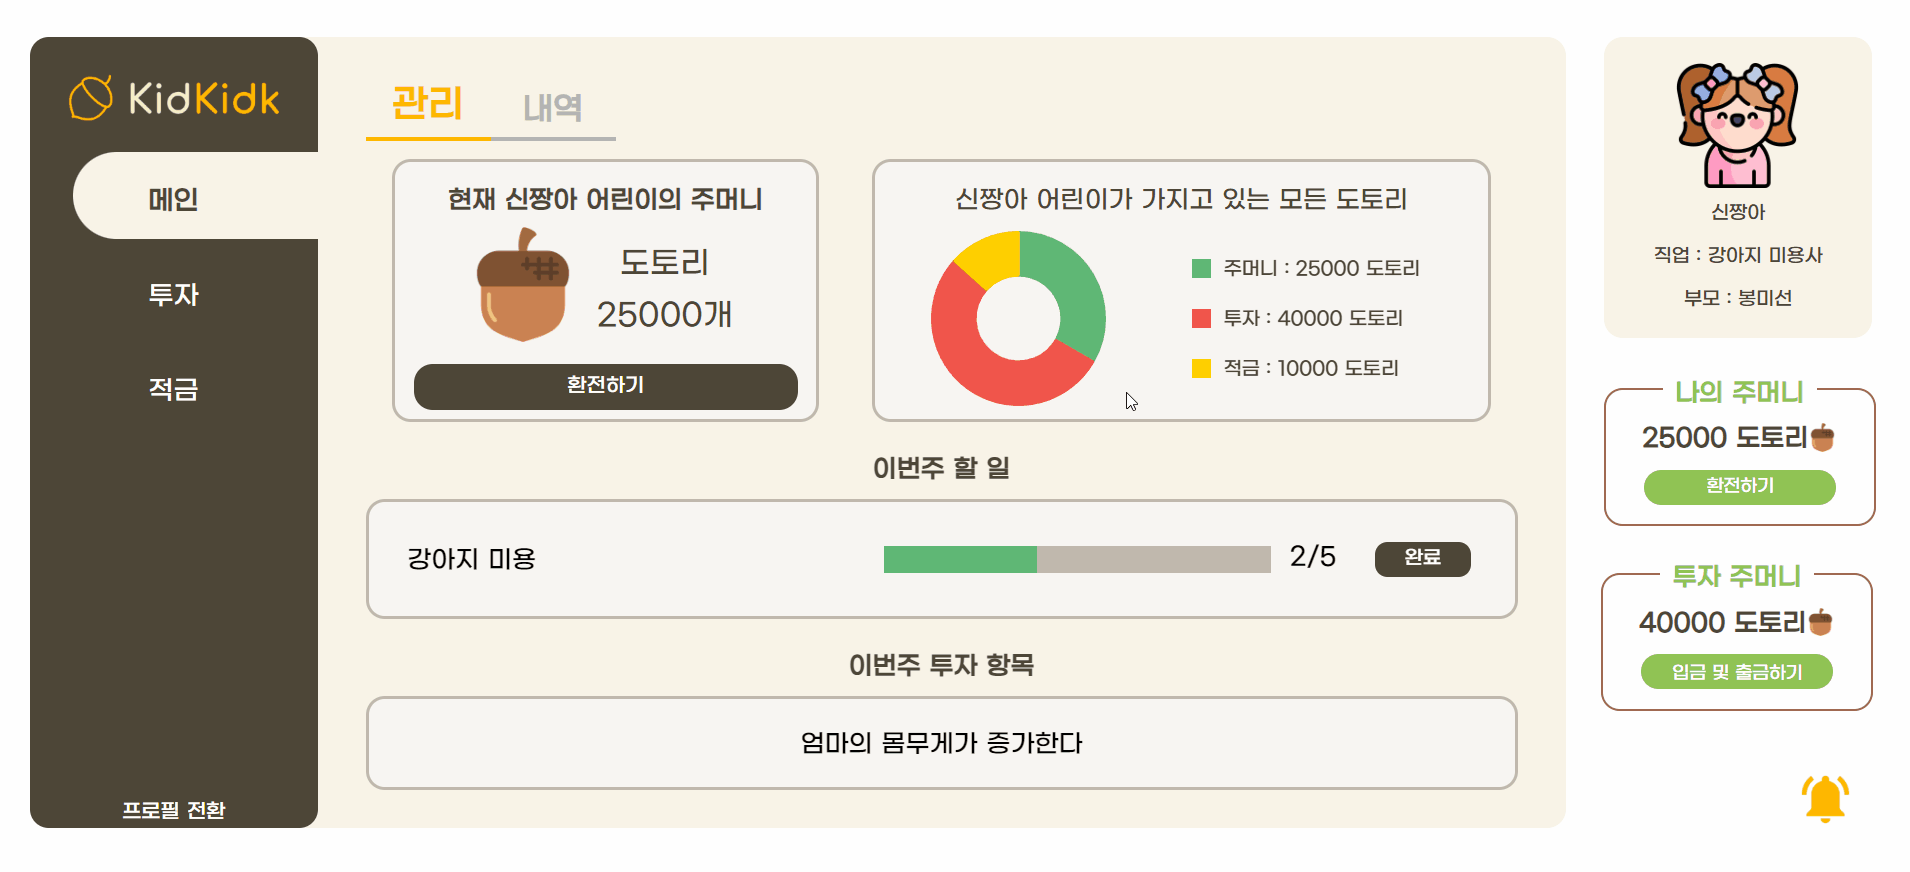 KidKidk
메인
투자
적금
프로필 전환
관리
내역
현재 신짱아 어린이의 주머니
도토리
25000개
환전하기
신짱아 어린이가 가지고 있는 모든 도토리
주머니 : 25000 도토리
투자 : 40000 도토리
적금 : 10000 도토리
이번주 할 일
강아지 미용
2/5
완료
이번주 투자 항목
엄마의 몸무게가 증가한다
신짱아
직업 : 강아지 미용사
부모 : 봉미선
나의 주머니
25000 도토리
환전하기
투자 주머니
40000 도토리
입금 및 출금하기